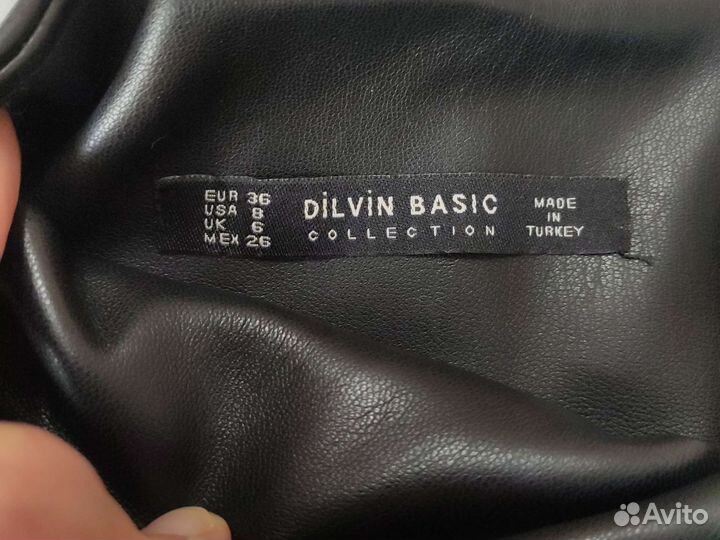 EUR 36
USA 8
UK 6
MEX 26
DİLVİN BASIC
COLLECTION
MADE
IN
TURKEY
Avito